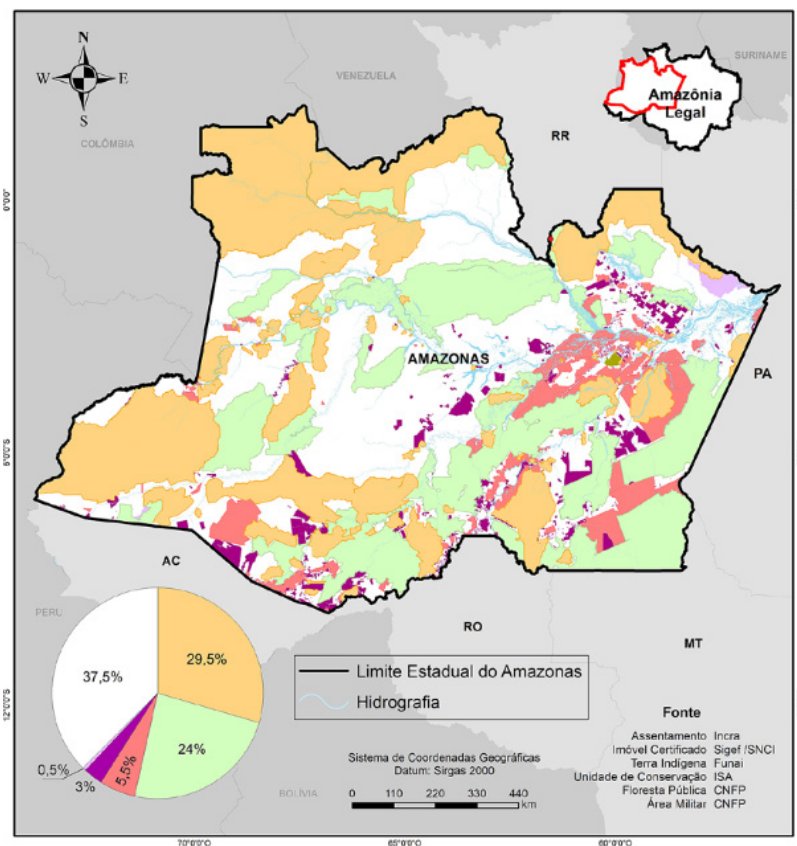 N
W E
S
VENEZUELA
SURINAME
COLÔMBIA
Amazônia
Legal
RR
0°0'0"
AMAZONAS
PA
AC
PERU
RO
MT
37,5%
29,5%
24%
5,5%
3%
0,5%
Limite Estadual do Amazonas
Hidrografia
Fonte
Assentamento Incra
Imóvel Certificado Sigef /SNCI
Terra Indígena Funai
Unidade de Conservação ISA
Floresta Pública CNFP
Área Militar CNFP
Sistema de Coordenadas Geográficas
Datum: Sirgas 2000
0 110 220 330 440
km
BOLÍVIA
70°0'0"O 65°0'0"O 60°0'0"O